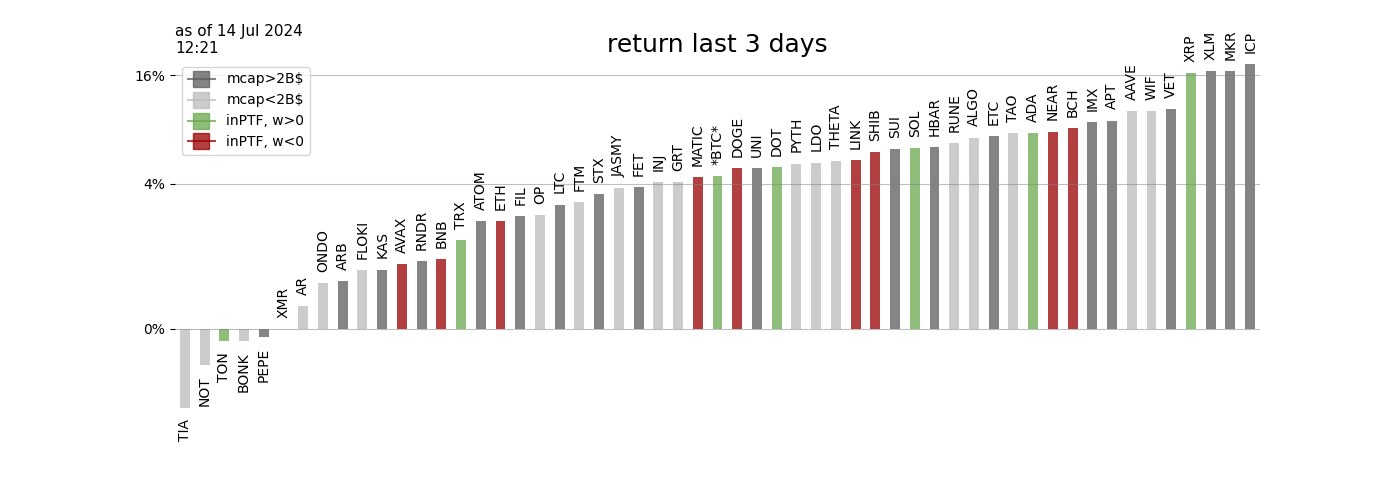 as of 14 Jul 2024
12:21
return last 3 days
mcap>2B$
mcap<2B$
inPTF, w>0
inPTF, w<0
16%
4%
0%
TIA
NOT
TON
BONK
PEPE
XMR
AR
ONDO
ARB
FLOKI
KAS
AVAX
RNDR
BNB
TRX
ATOM
ETH
FIL
OP
LTC
FTM
STX
JASMY
FET
INJ
GRT
MATIC
*BTC*
DOGE
UNI
DOT
PYTH
LDO
THETA
LINK
SHIB
SUI
SOL
HBAR
RUNE
ALGO
ETC
TAO
ADA
NEAR
BCH
IMX
APT
AAVE
WIF
VET
XRP
XLM
MKR
ICP